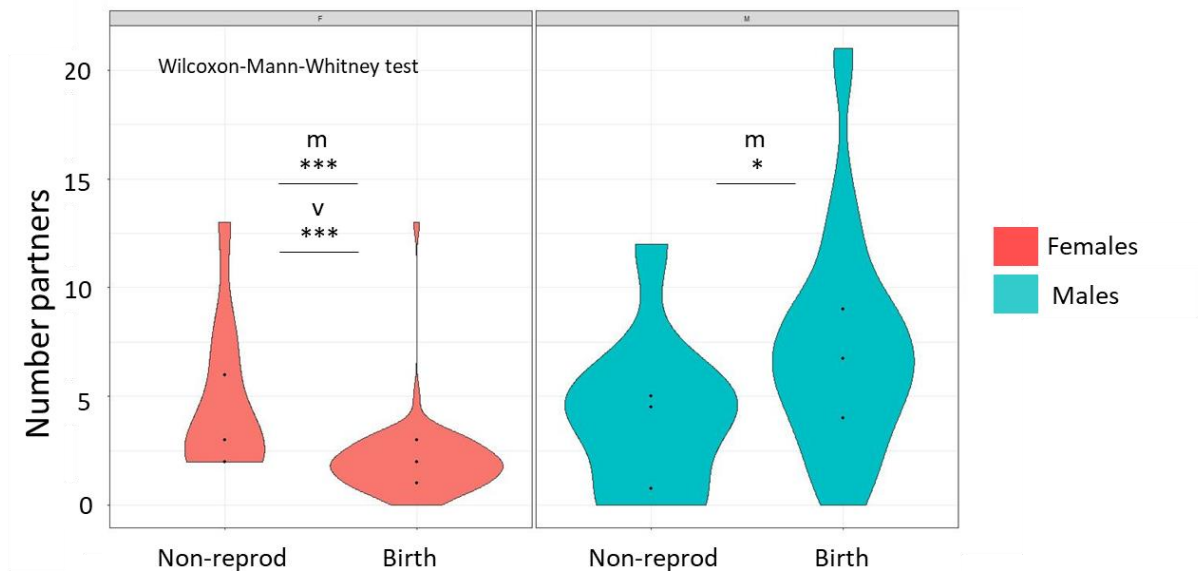 F
M
Wilcoxon-Mann-Whitney test
20
15
10
5
0
Number partners
m
***
v
***
m
*
Females
Males
Non-reprod
Birth
Non-reprod
Birth